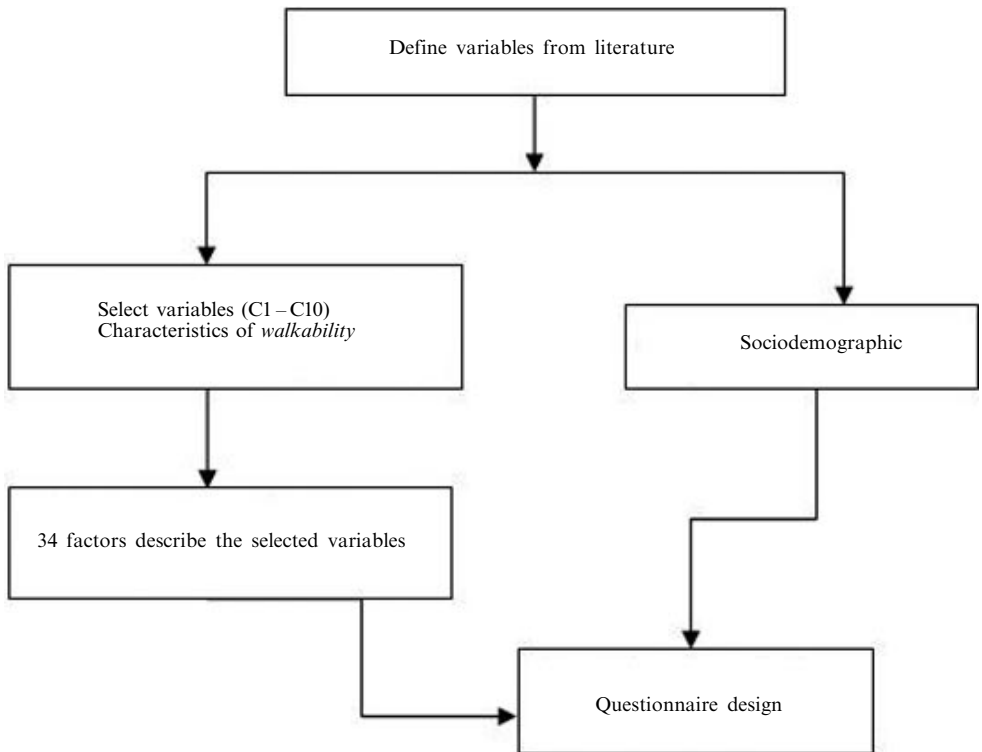 Define variables from literature
Select variables (C1 – C10)
Characteristics of walkability
Sociodemographic
34 factors describe the selected variables
Questionnaire design